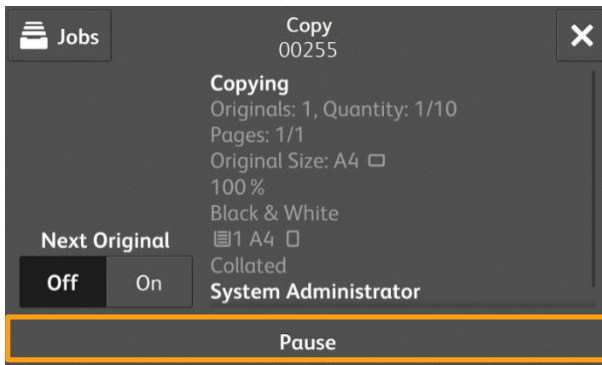 Jobs
Copy
00255
Copying
Originals: 1, Quantity: 1/10
Pages: 1/1
Original Size: A4
100%
Black & White
1 A4
Collated
System Administrator
Next Original
Off
On
Pause